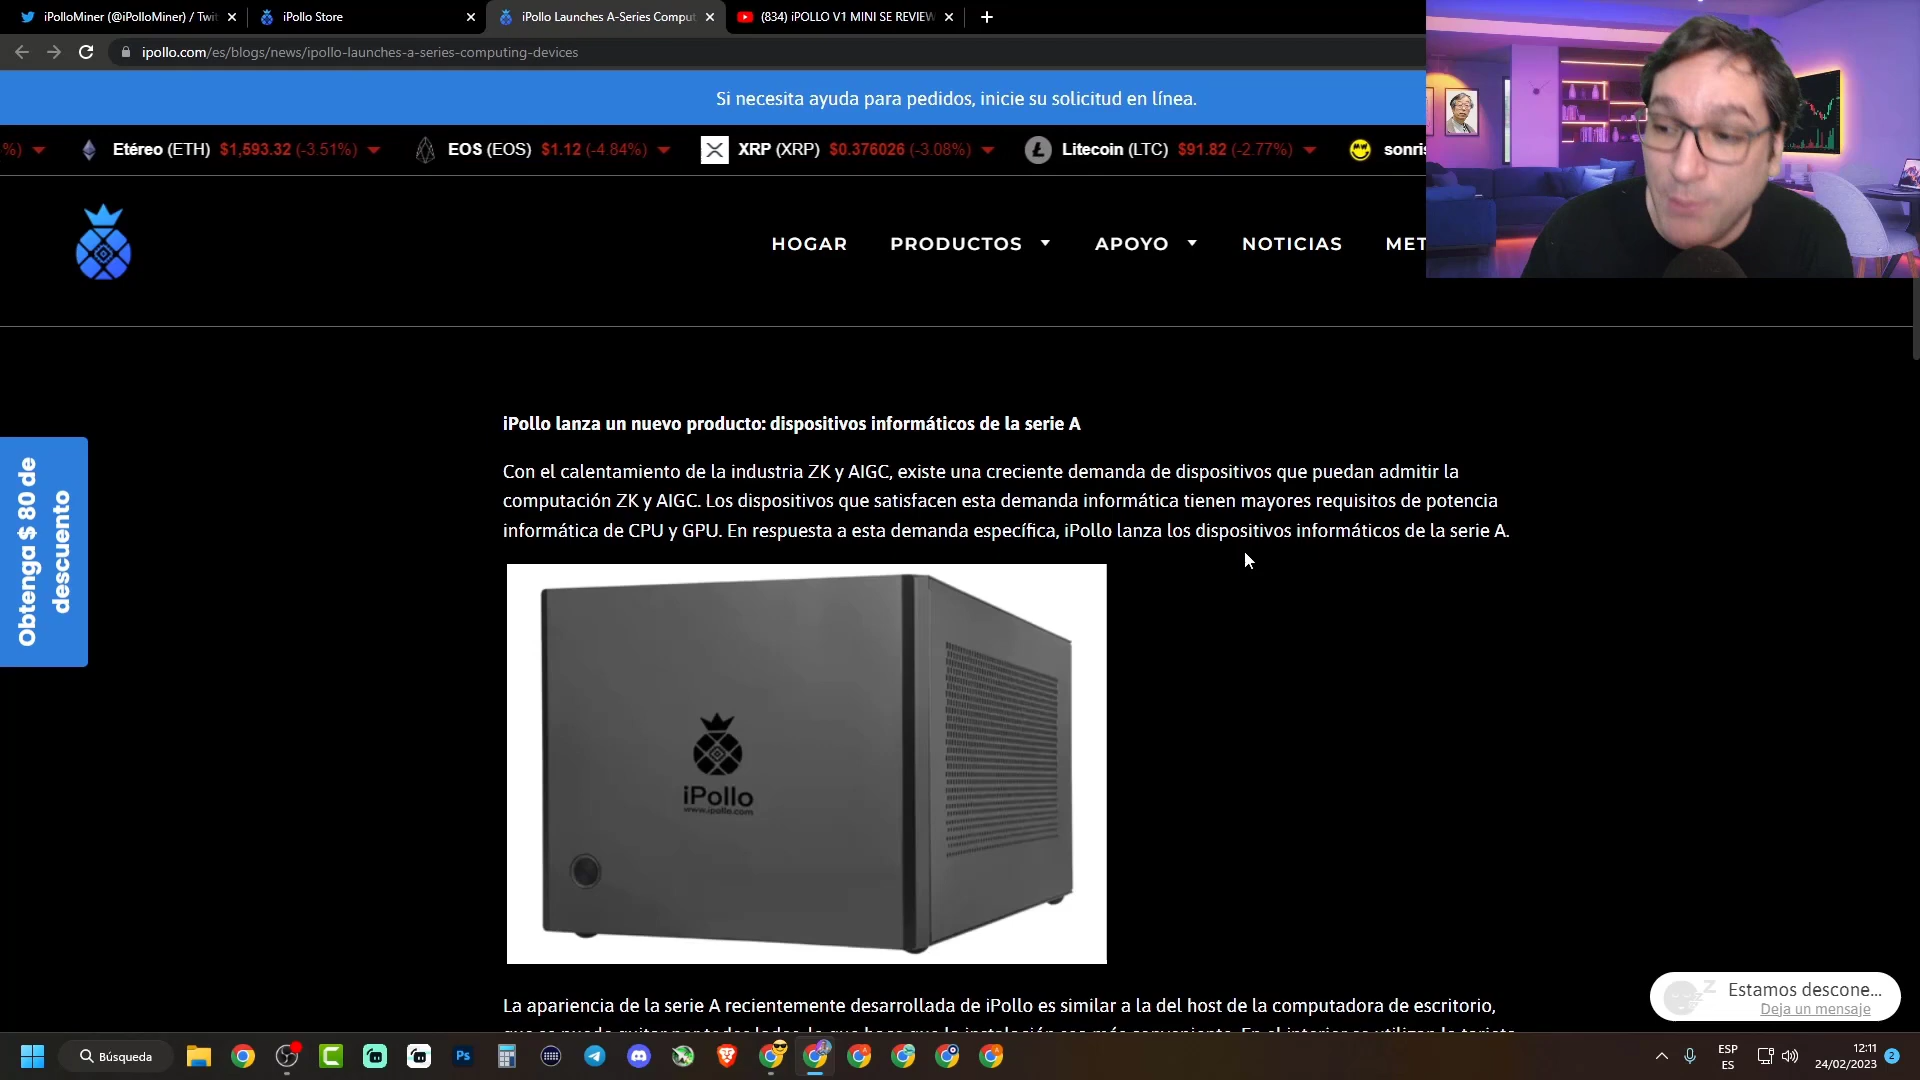 iPolloMiner (@iPolloMiner) / Twit
iPollo Store
iPollo Launches A-Series Comput
(834) iPOLLO V1 MINI SE REVIEW
ipollo.com/es/blogs/news/ipollo-launches-a-series-computing-devices
Si necesita ayuda para pedidos, inicie su solicitud en línea.
%) Etéreo (ETH) $1,593.32 (-3.51%) EOS (EOS) $1.12 (-4.84%) XRP (XRP) $0.376026 (-3.08%) Litecoin (LTC) $91.82 (-2.77%) sonris
HOGAR PRODUCTOS APOYO NOTICIAS MET
iPollo lanza un nuevo producto: dispositivos informáticos de la serie A
Con el calentamiento de la industria ZK y AIGC, existe una creciente demanda de dispositivos que puedan admitir la
computación ZK y AIGC. Los dispositivos que satisfacen esta demanda informática tienen mayores requisitos de potencia
informática de CPU y GPU. En respuesta a esta demanda específica, iPollo lanza los dispositivos informáticos de la serie A.
Obtenga $ 80 de
descuento
iPollo
www.ipollo.com
La apariencia de la serie A recientemente desarrollada de iPollo es similar a la del host de la computadora de escritorio,
Estamos descone...
Deja un mensaje
Búsqueda
Ps
ESP
ES
12:11
24/02/2023
2